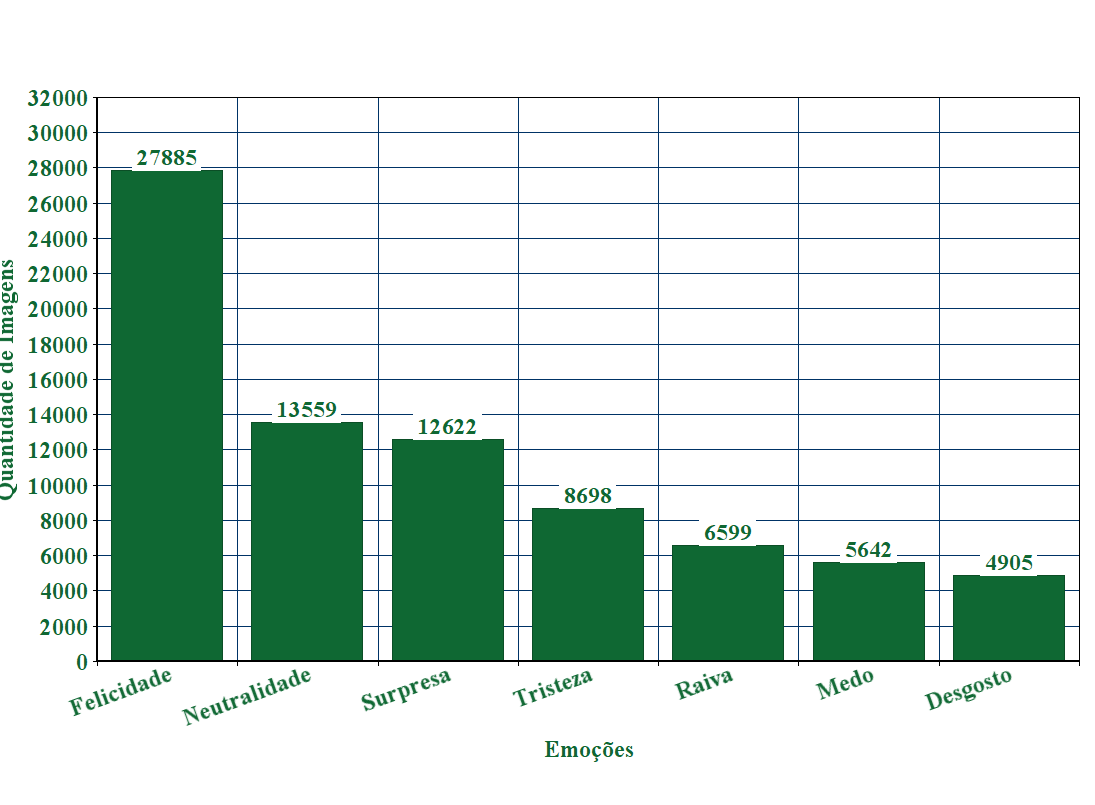 32000
30000
28000
26000
24000
22000
20000
18000
16000
14000
12000
10000
8000
6000
4000
2000
0
Quantidade de Imagens
27885
13559
12622
8698
6599
5642
4905
Felicidade
Neutralidade
Surpresa
Tristeza
Raiva
Medo
Desgosto
Emoções